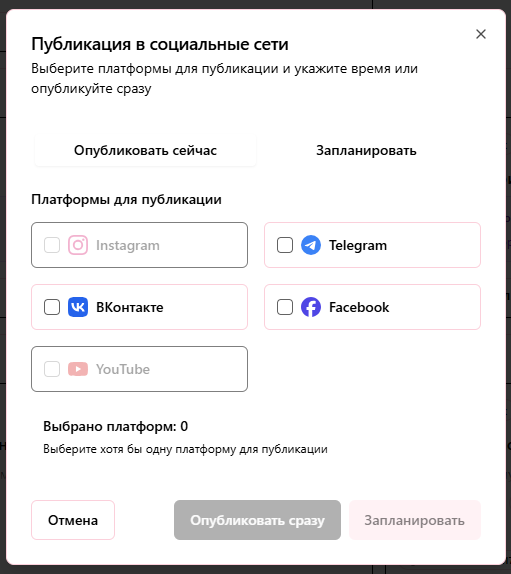 Публикация в социальные сети
Выберите платформы для публикации и укажите время или
опубликуйте сразу
Опубликовать сейчас
Запланировать
Платформы для публикации
Instagram
Telegram
ВКонтакте
Facebook
YouTube
Выбрано платформ: 0
Выберите хотя бы одну платформу для публикации
Отмена
Опубликовать сразу
Запланировать